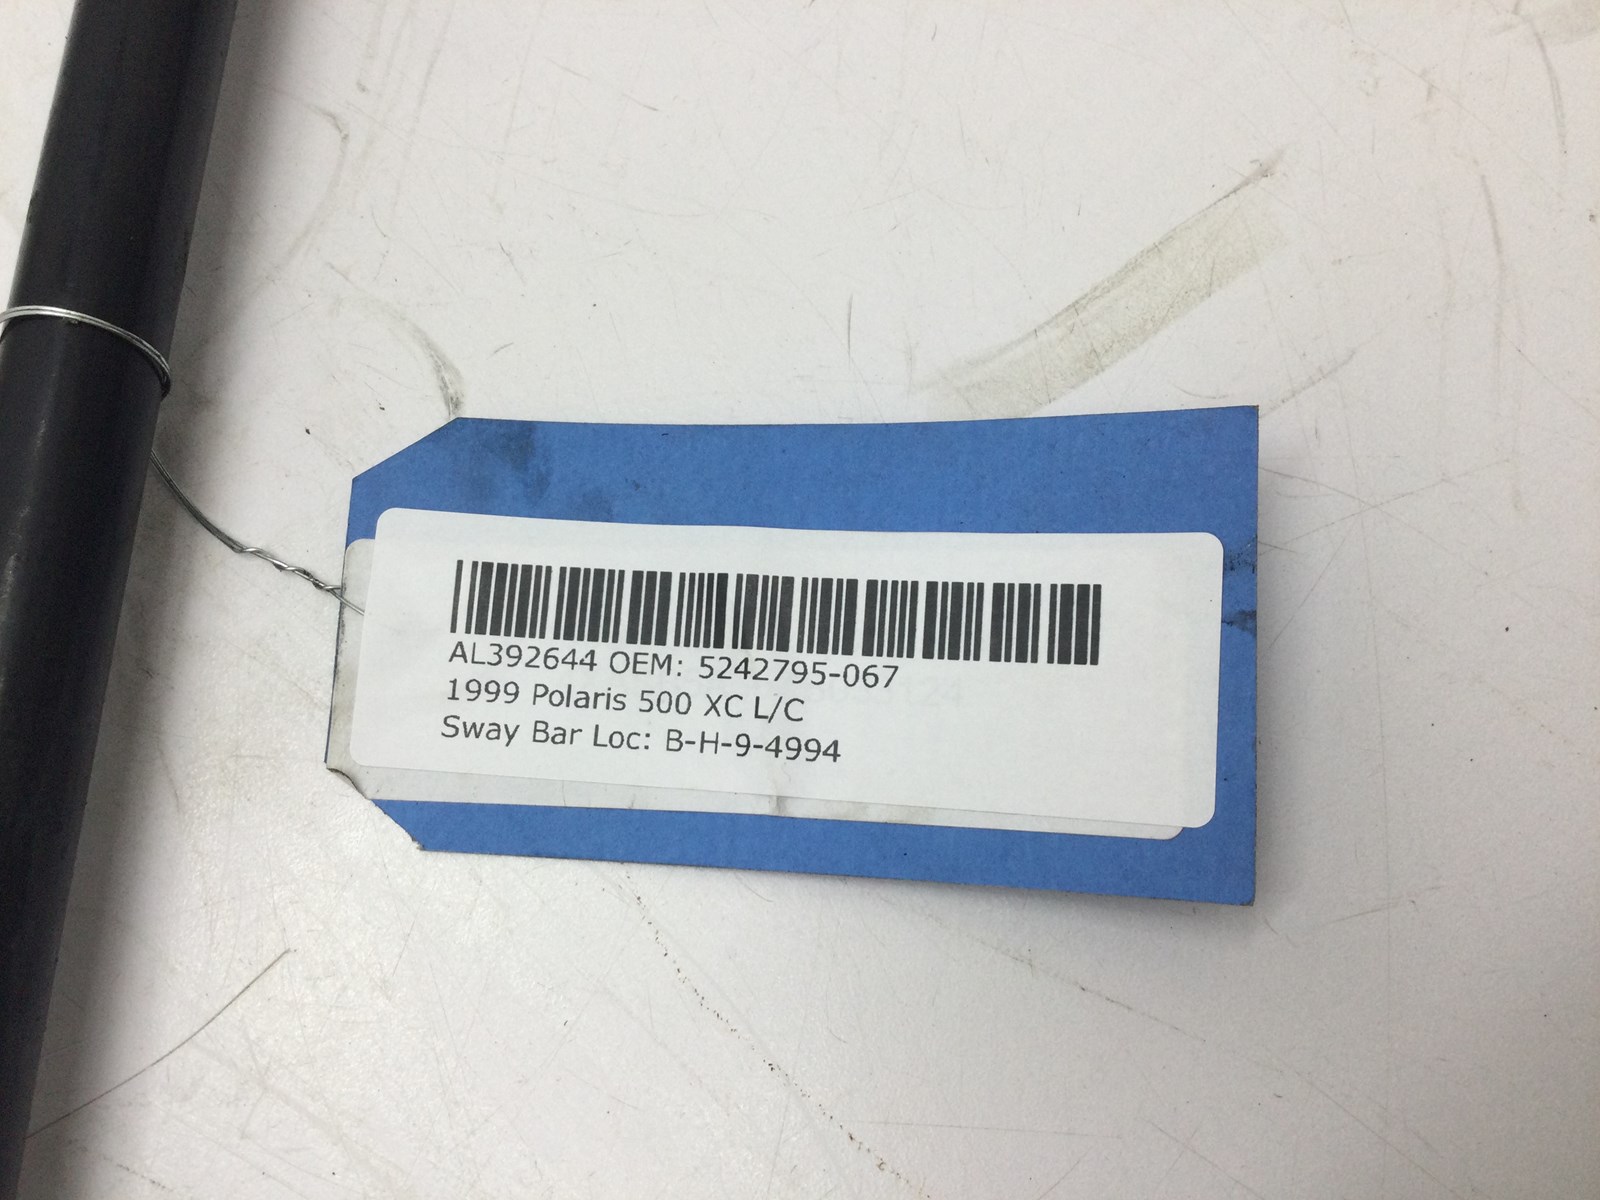 AL392644 OEM: 5242795-067
1999 Polaris 500 XC L/C
Sway Bar Loc: B-H-9-4994